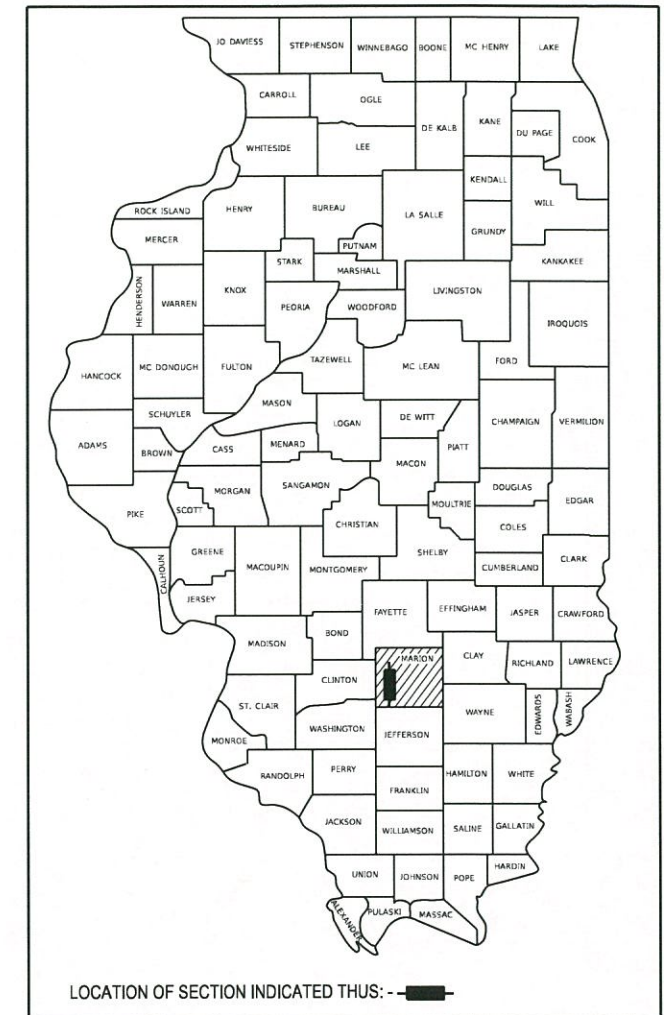 JO DAVIESS STEPHENSON WINNEBAGO BOONE MC HENRY LAKE
CARROLL OGLE DE KALB KANE DU PAGE COOK
WHITESIDE LEE
KENDALL WILL
ROCK ISLAND HENRY BUREAU LA SALLE GRUNDY
MERCER PUTNAM KANKAKEE
STARK MARSHALL
HENDERSON WARREN KNOX PEORIA WOODFORD LIVINGSTON IROQUOIS
HANCOCK MC DONOUGH FULTON TAZEWELL MC LEAN FORD
MASON
SCHUYLER LOGAN DE WITT CHAMPAIGN VERMILION
ADAMS BROWN CASS MENARD PIATT
MACON
PIKE SCOTT MORGAN SANGAMON MOULTRIE DOUGLAS EDGAR
CHRISTIAN COLES
CALHOUN GREENE MACOUPIN MONTGOMERY SHELBY CUMBERLAND CLARK
JERSEY
FAYETTE EFFINGHAM JASPER CRAWFORD
MADISON BOND
MARION CLAY RICHLAND LAWRENCE
CLINTON
ST. CLAIR WAYNE EDWARDS WABASH
MONROE WASHINGTON JEFFERSON
RANDOLPH PERRY HAMILTON WHITE
FRANKLIN
JACKSON WILLIAMSON SALINE GALLATIN
UNION JOHNSON POPE HARDIN
ALEXANDER PULASKI MASSAC
LOCATION OF SECTION INDICATED THUS: -